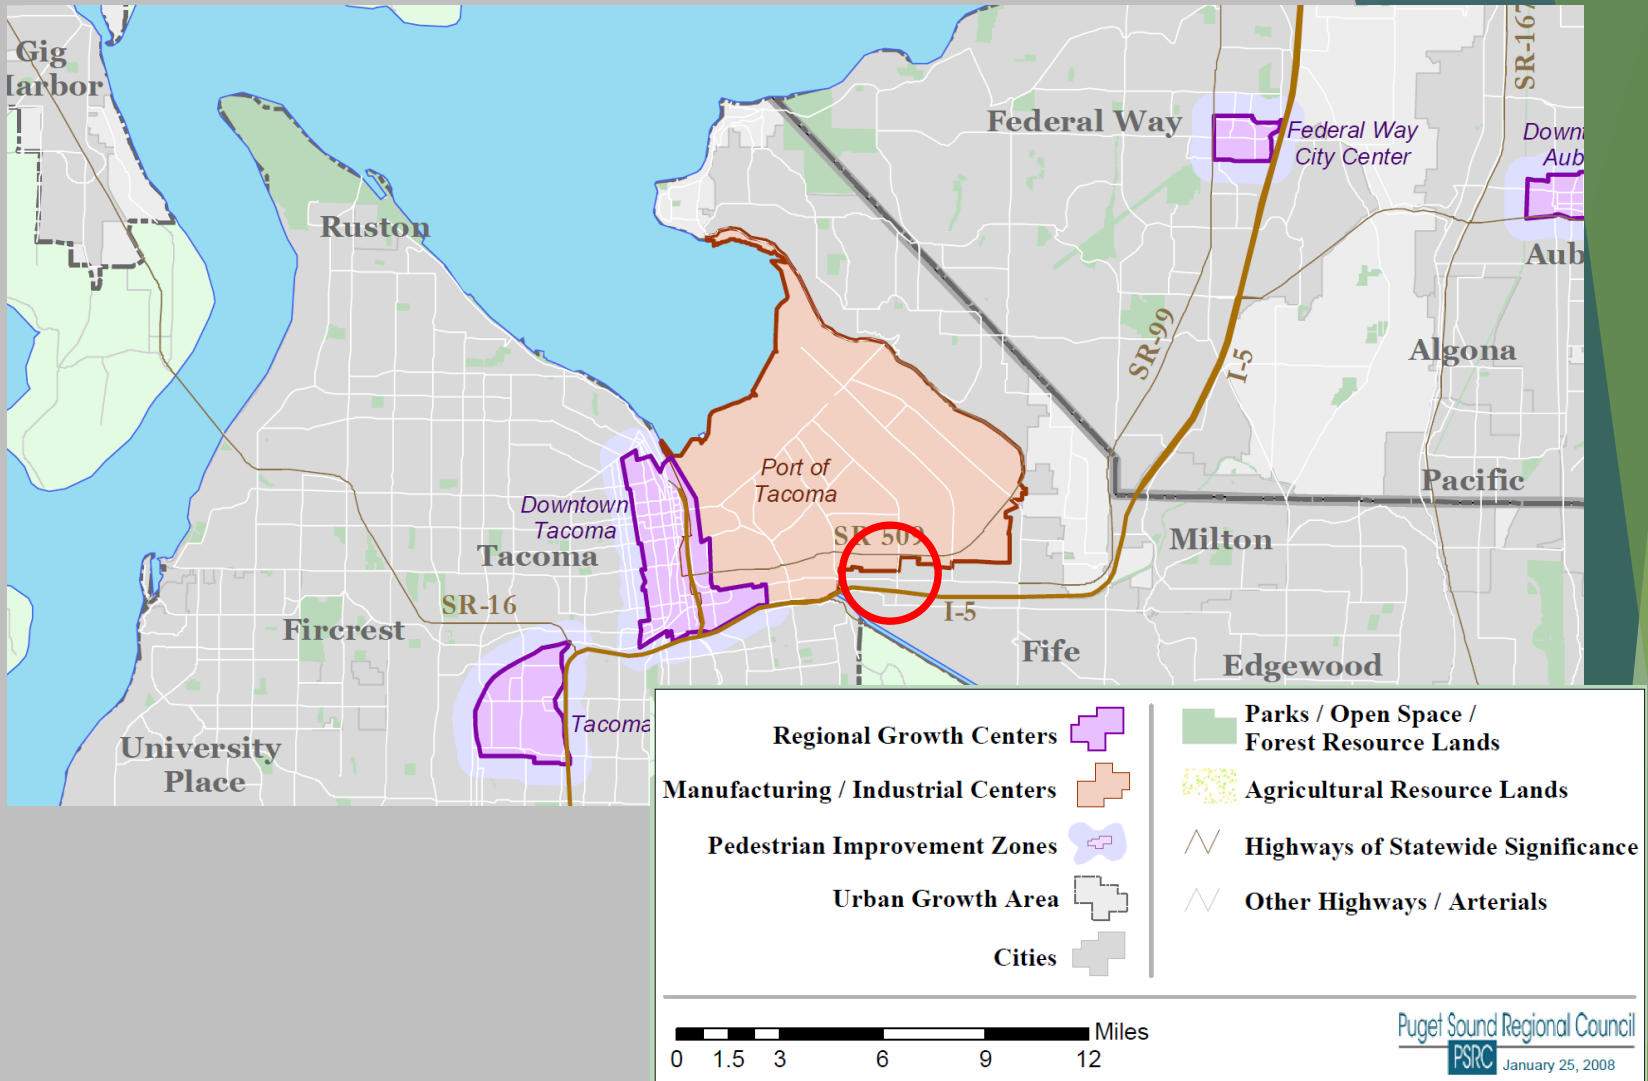 Gig
Harbor
Federal Way
Federal Way
City Center
SR-167
Down
Aub
Aub
Ruston
SR-99
I-5
Algona
Port of
Tacoma
Pacific
Downtown
Tacoma
SR 509
Tacoma
Milton
SR-16
I-5
Fircrest
Fife
Edgewood
Tacoma
University
Place
Regional Growth Centers
Manufacturing / Industrial Centers
Pedestrian Improvement Zones
Urban Growth Area
Cities
Parks / Open Space /
Forest Resource Lands
Agricultural Resource Lands
Highways of Statewide Significance
Other Highways / Arterials
Miles
0 1.5 3 6 9 12
Puget Sound Regional Council
PSRC January 25, 2008